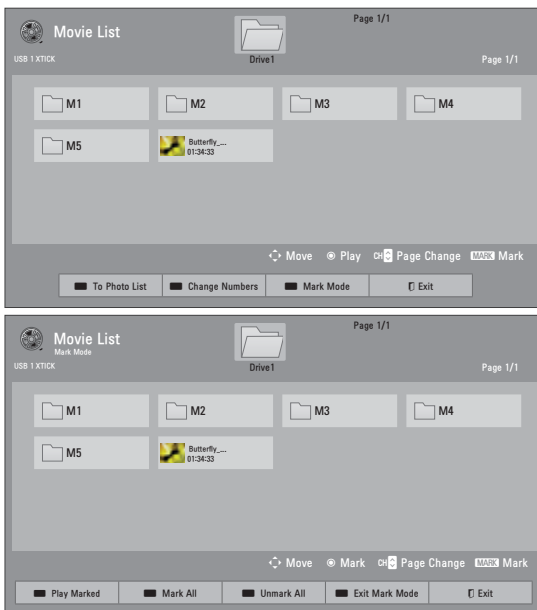 Page 1/1
Movie List
USB 1 XTICK
Drive1
Page 1/1
M1
M2
M3
M4
M5
Butterfly_...
01:34:33
Move
Play
CH
Page Change
MARK
Mark
To Photo List
Change Numbers
Mark Mode
Exit
Page 1/1
Movie List
Mark Mode
USB 1 XTICK
Drive1
Page 1/1
M1
M2
M3
M4
M5
Butterfly_...
01:34:33
Move
Mark
CH
Page Change
MARK
Mark
Play Marked
Mark All
Unmark All
Exit Mark Mode
Exit